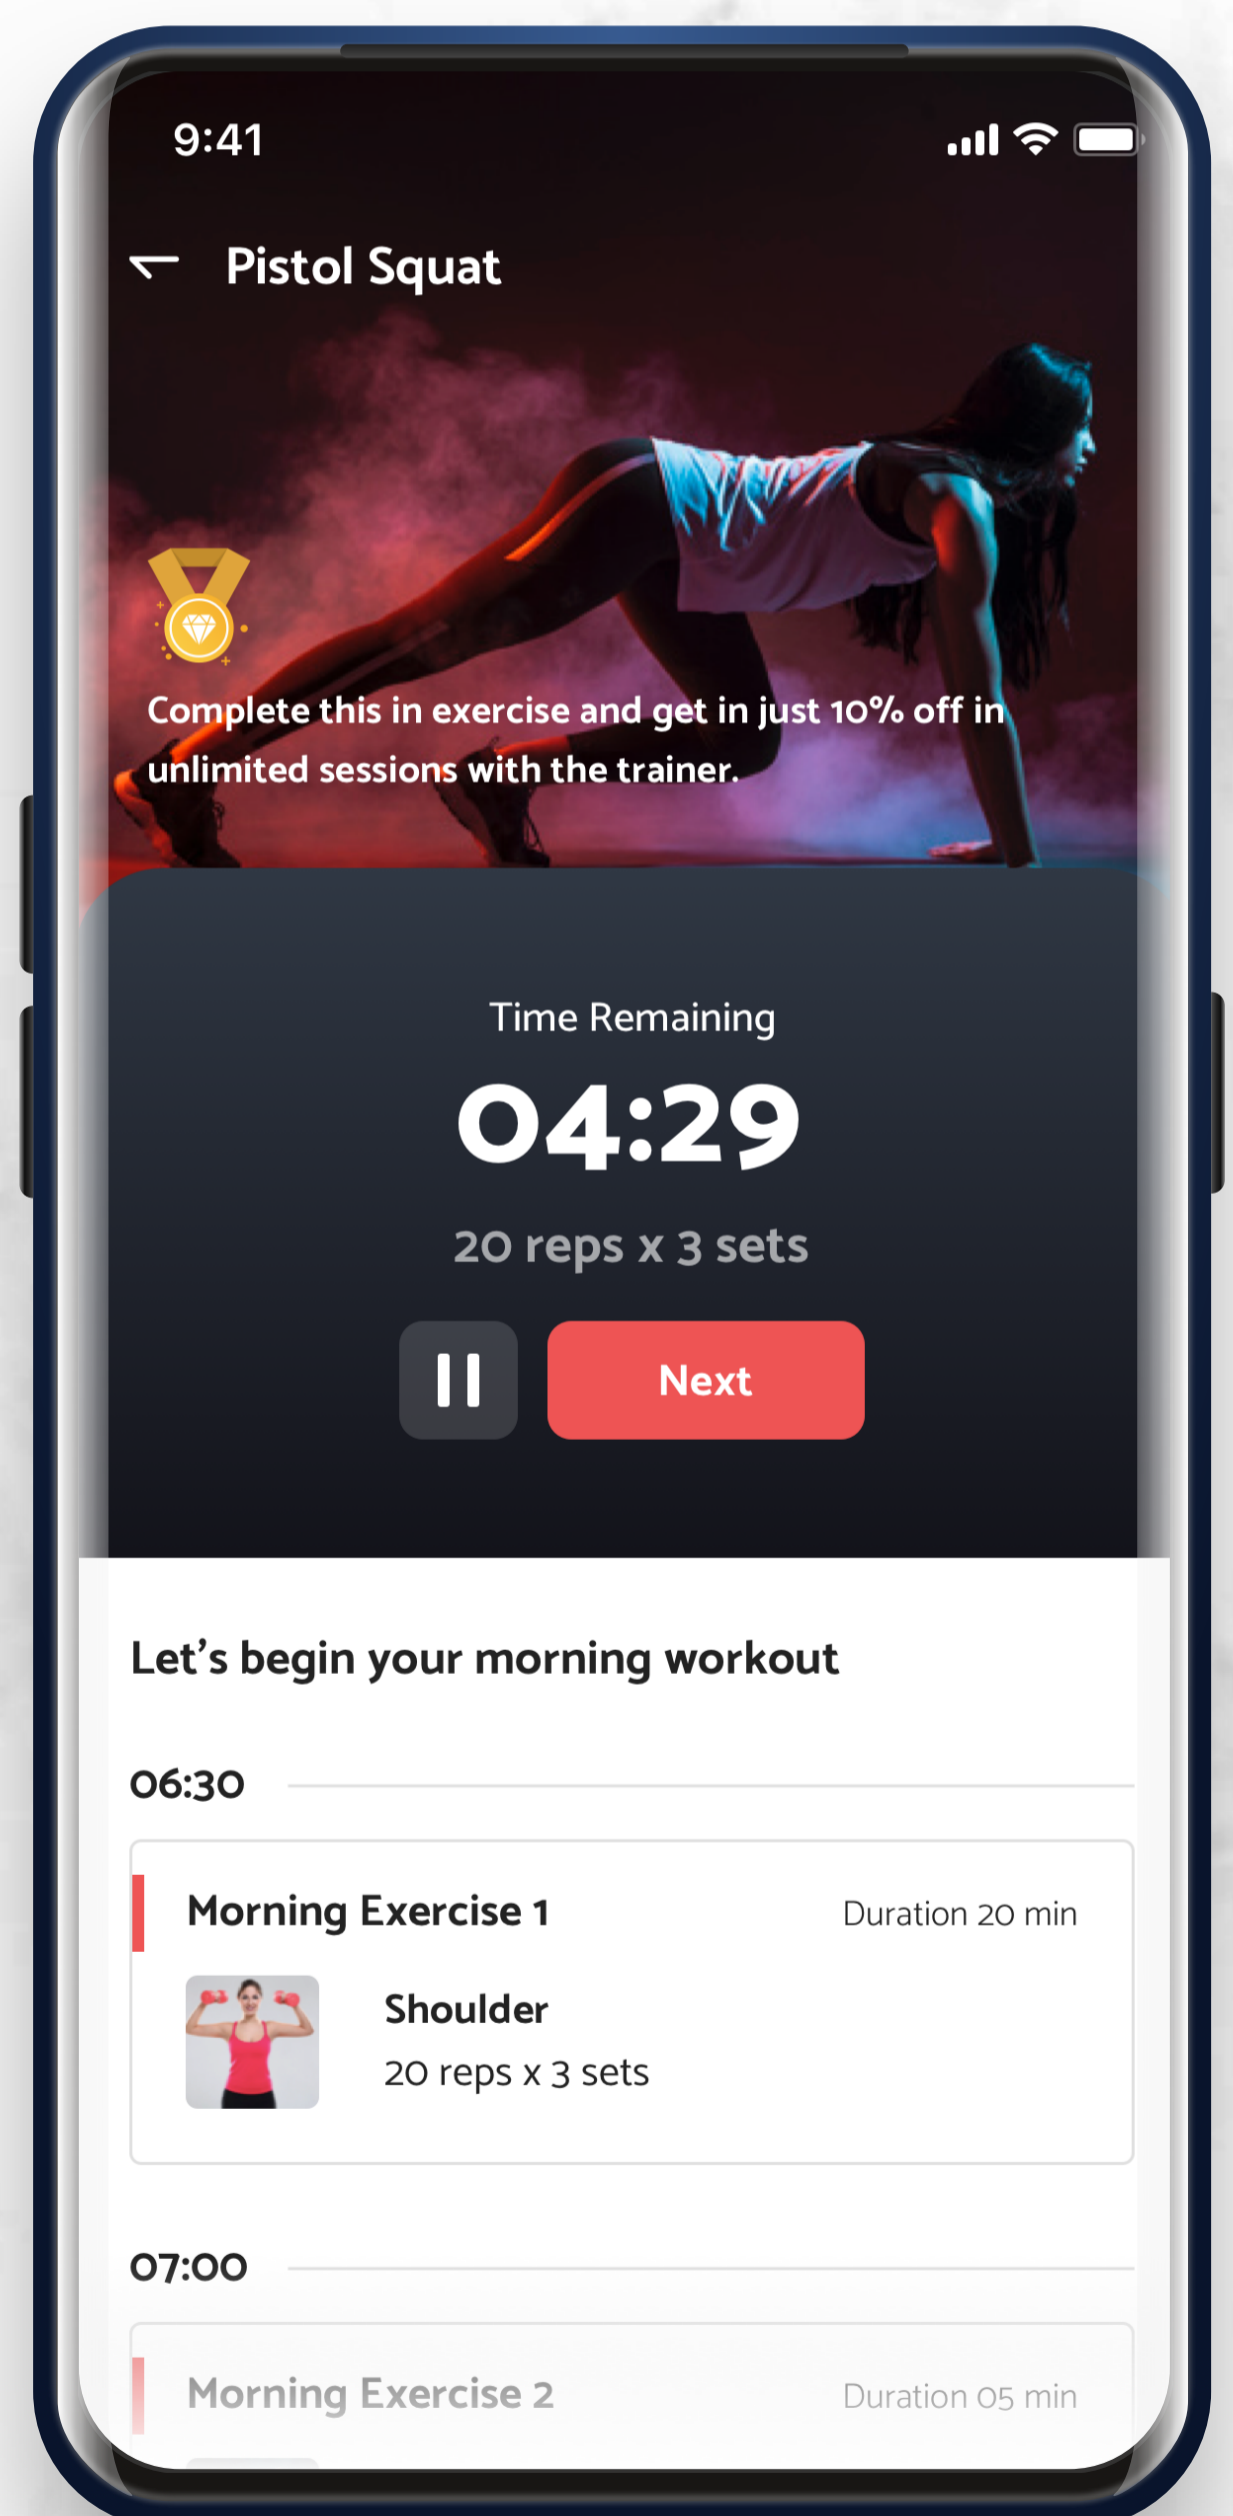 9:41
Pistol Squat
Complete this in exercise and get in just 10% off in
unlimited sessions with the trainer.
Time Remaining
04:29
20 reps x 3 sets
Next
Let's begin your morning workout
06:30
Morning Exercise 1 Duration 20 min
Shoulder
20 reps x 3 sets
07:00
Morning Exercise 2 Duration 05 min